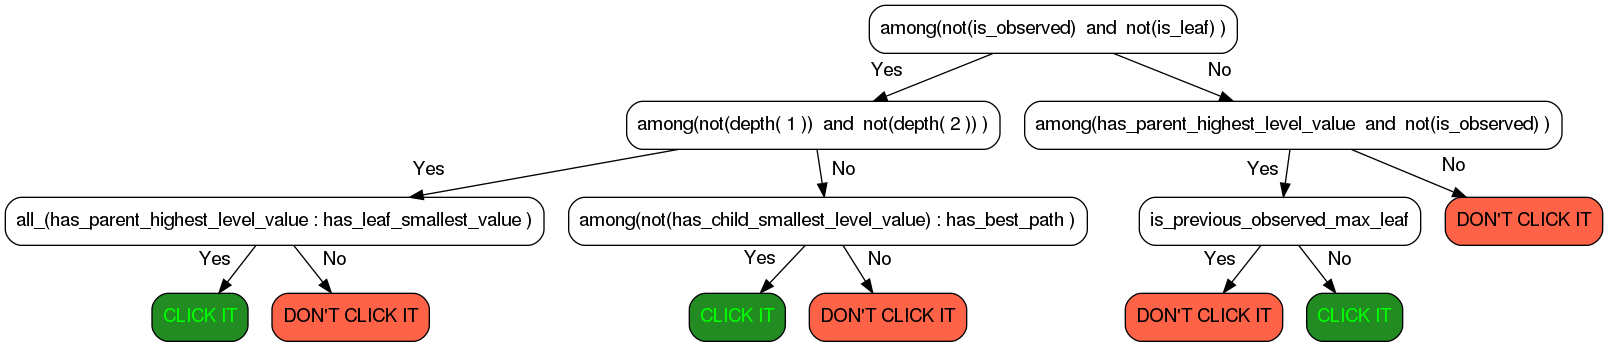 among(not(is_observed)  and  not(is_leaf) )
Yes
No
among(not(depth( 1 ))  and  not(depth( 2 )) )
among(has_parent_highest_level_value  and  not(is_observed) )
Yes
No
Yes
No
all_(has_parent_highest_level_value : has_leaf_smallest_value )
among(not(has_child_smallest_level_value) : has_best_path )
is_previous_observed_max_leaf
DON'T CLICK IT
Yes
No
Yes
No
Yes
No
CLICK IT
DON'T CLICK IT
CLICK IT
DON'T CLICK IT
DON'T CLICK IT
CLICK IT